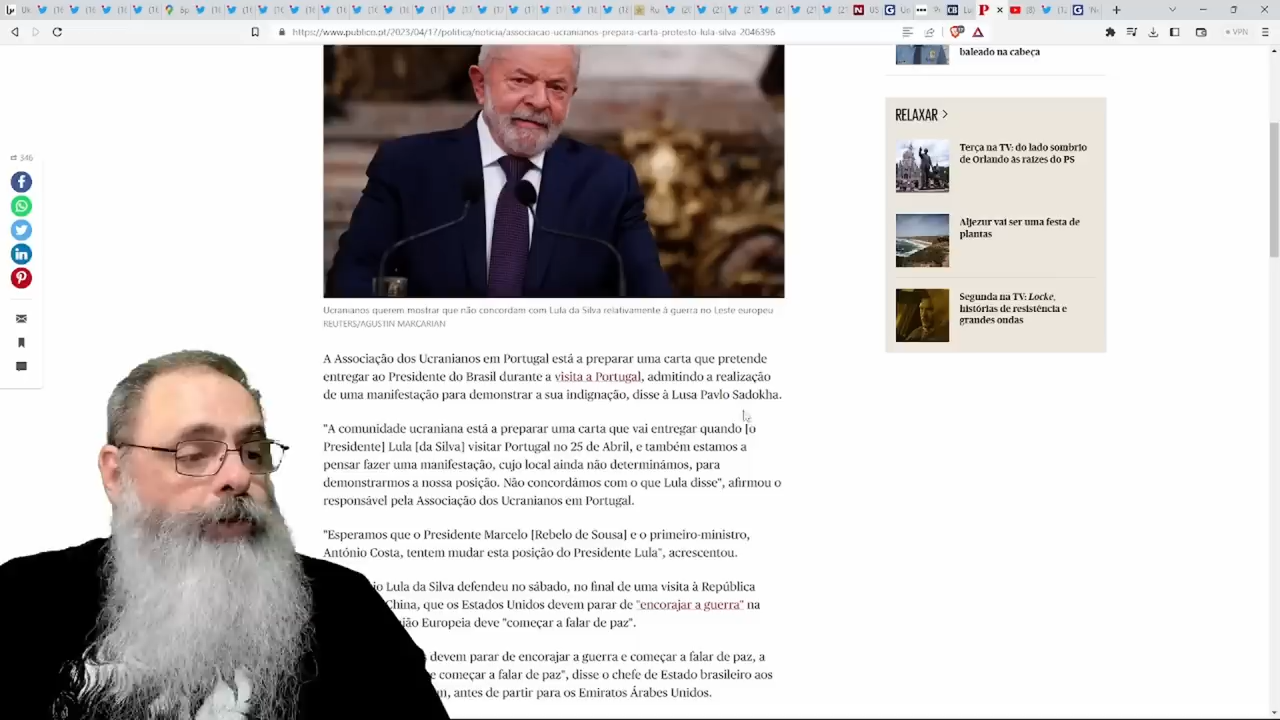 https://www.publico.pt/2023/04/17/politica/noticia/associacao-ucranianos-prepara-carta-protesto-lula-silva-2046396
VPN
346
baleado na cabeça
RELAXAR >
Terça na TV: do lado sombrio
de Orlando às raízes do PS
Aljezur vai ser uma festa de
plantas
Segunda na TV: Locke,
histórias de resistência e
grandes ondas
Ucranianos querem mostrar que não concordam com Lula da Silva relativamente à guerra no Leste europeu
REUTERS/AGUSTIN MARCARIAN
A Associação dos Ucranianos em Portugal está a preparar uma carta que pretende
entregar ao Presidente do Brasil durante a visita a Portugal, admitindo a realização
de uma manifestação para demonstrar a sua indignação, disse à Lusa Pavlo Sadokha.
"A comunidade ucraniana está a preparar uma carta que vai entregar quando [o
Presidente] Lula [da Silva] visitar Portugal no 25 de Abril, e também estamos a
pensar fazer uma manifestação, cujo local ainda não determinámos, para
demonstrarmos a nossa posição. Não concordámos com o que Lula disse", afirmou o
responsável pela Associação dos Ucranianos em Portugal.
"Esperamos que o Presidente Marcelo [Rebelo de Sousa] e o primeiro-ministro,
António Costa, tentem mudar esta posição do Presidente Lula", acrescentou.
Lula da Silva defendeu no sábado, no final de uma visita à República
China, que os Estados Unidos devem parar de "encorajar a guerra" na
Europeia deve "começar a falar de paz".
devem parar de encorajar a guerra e começar a falar de paz, a
e começar a falar de paz", disse o chefe de Estado brasileiro aos
, antes de partir para os Emiratos Árabes Unidos.